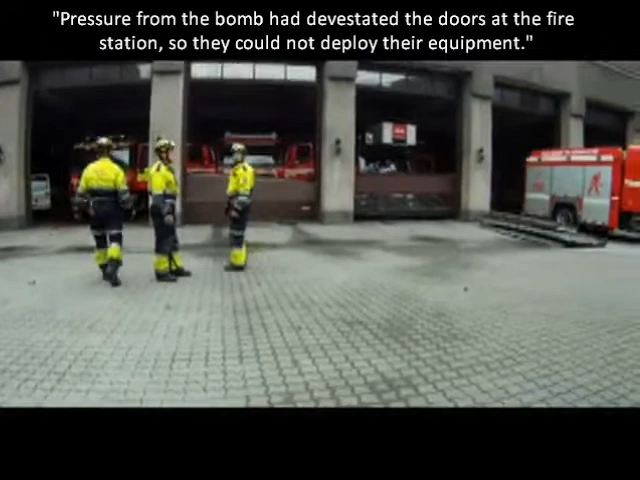 "Pressure from the bomb had devestated the doors at the fire
station, so they could not deploy their equipment."